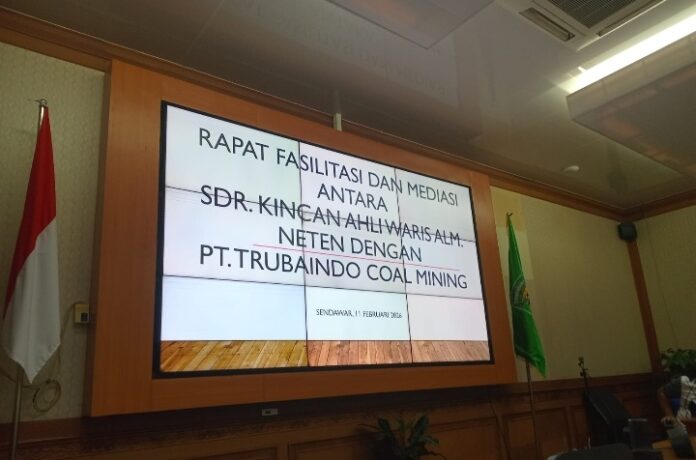 RAPAT FASILITASI DAN MEDIASI
ANTARA
SDR. KINCAN AHLI WARIS ALM.
NETEN DENGAN
PT. TRUBAINDO COAL MINING
SENDAWAR, 11 FEBRUARI 2026